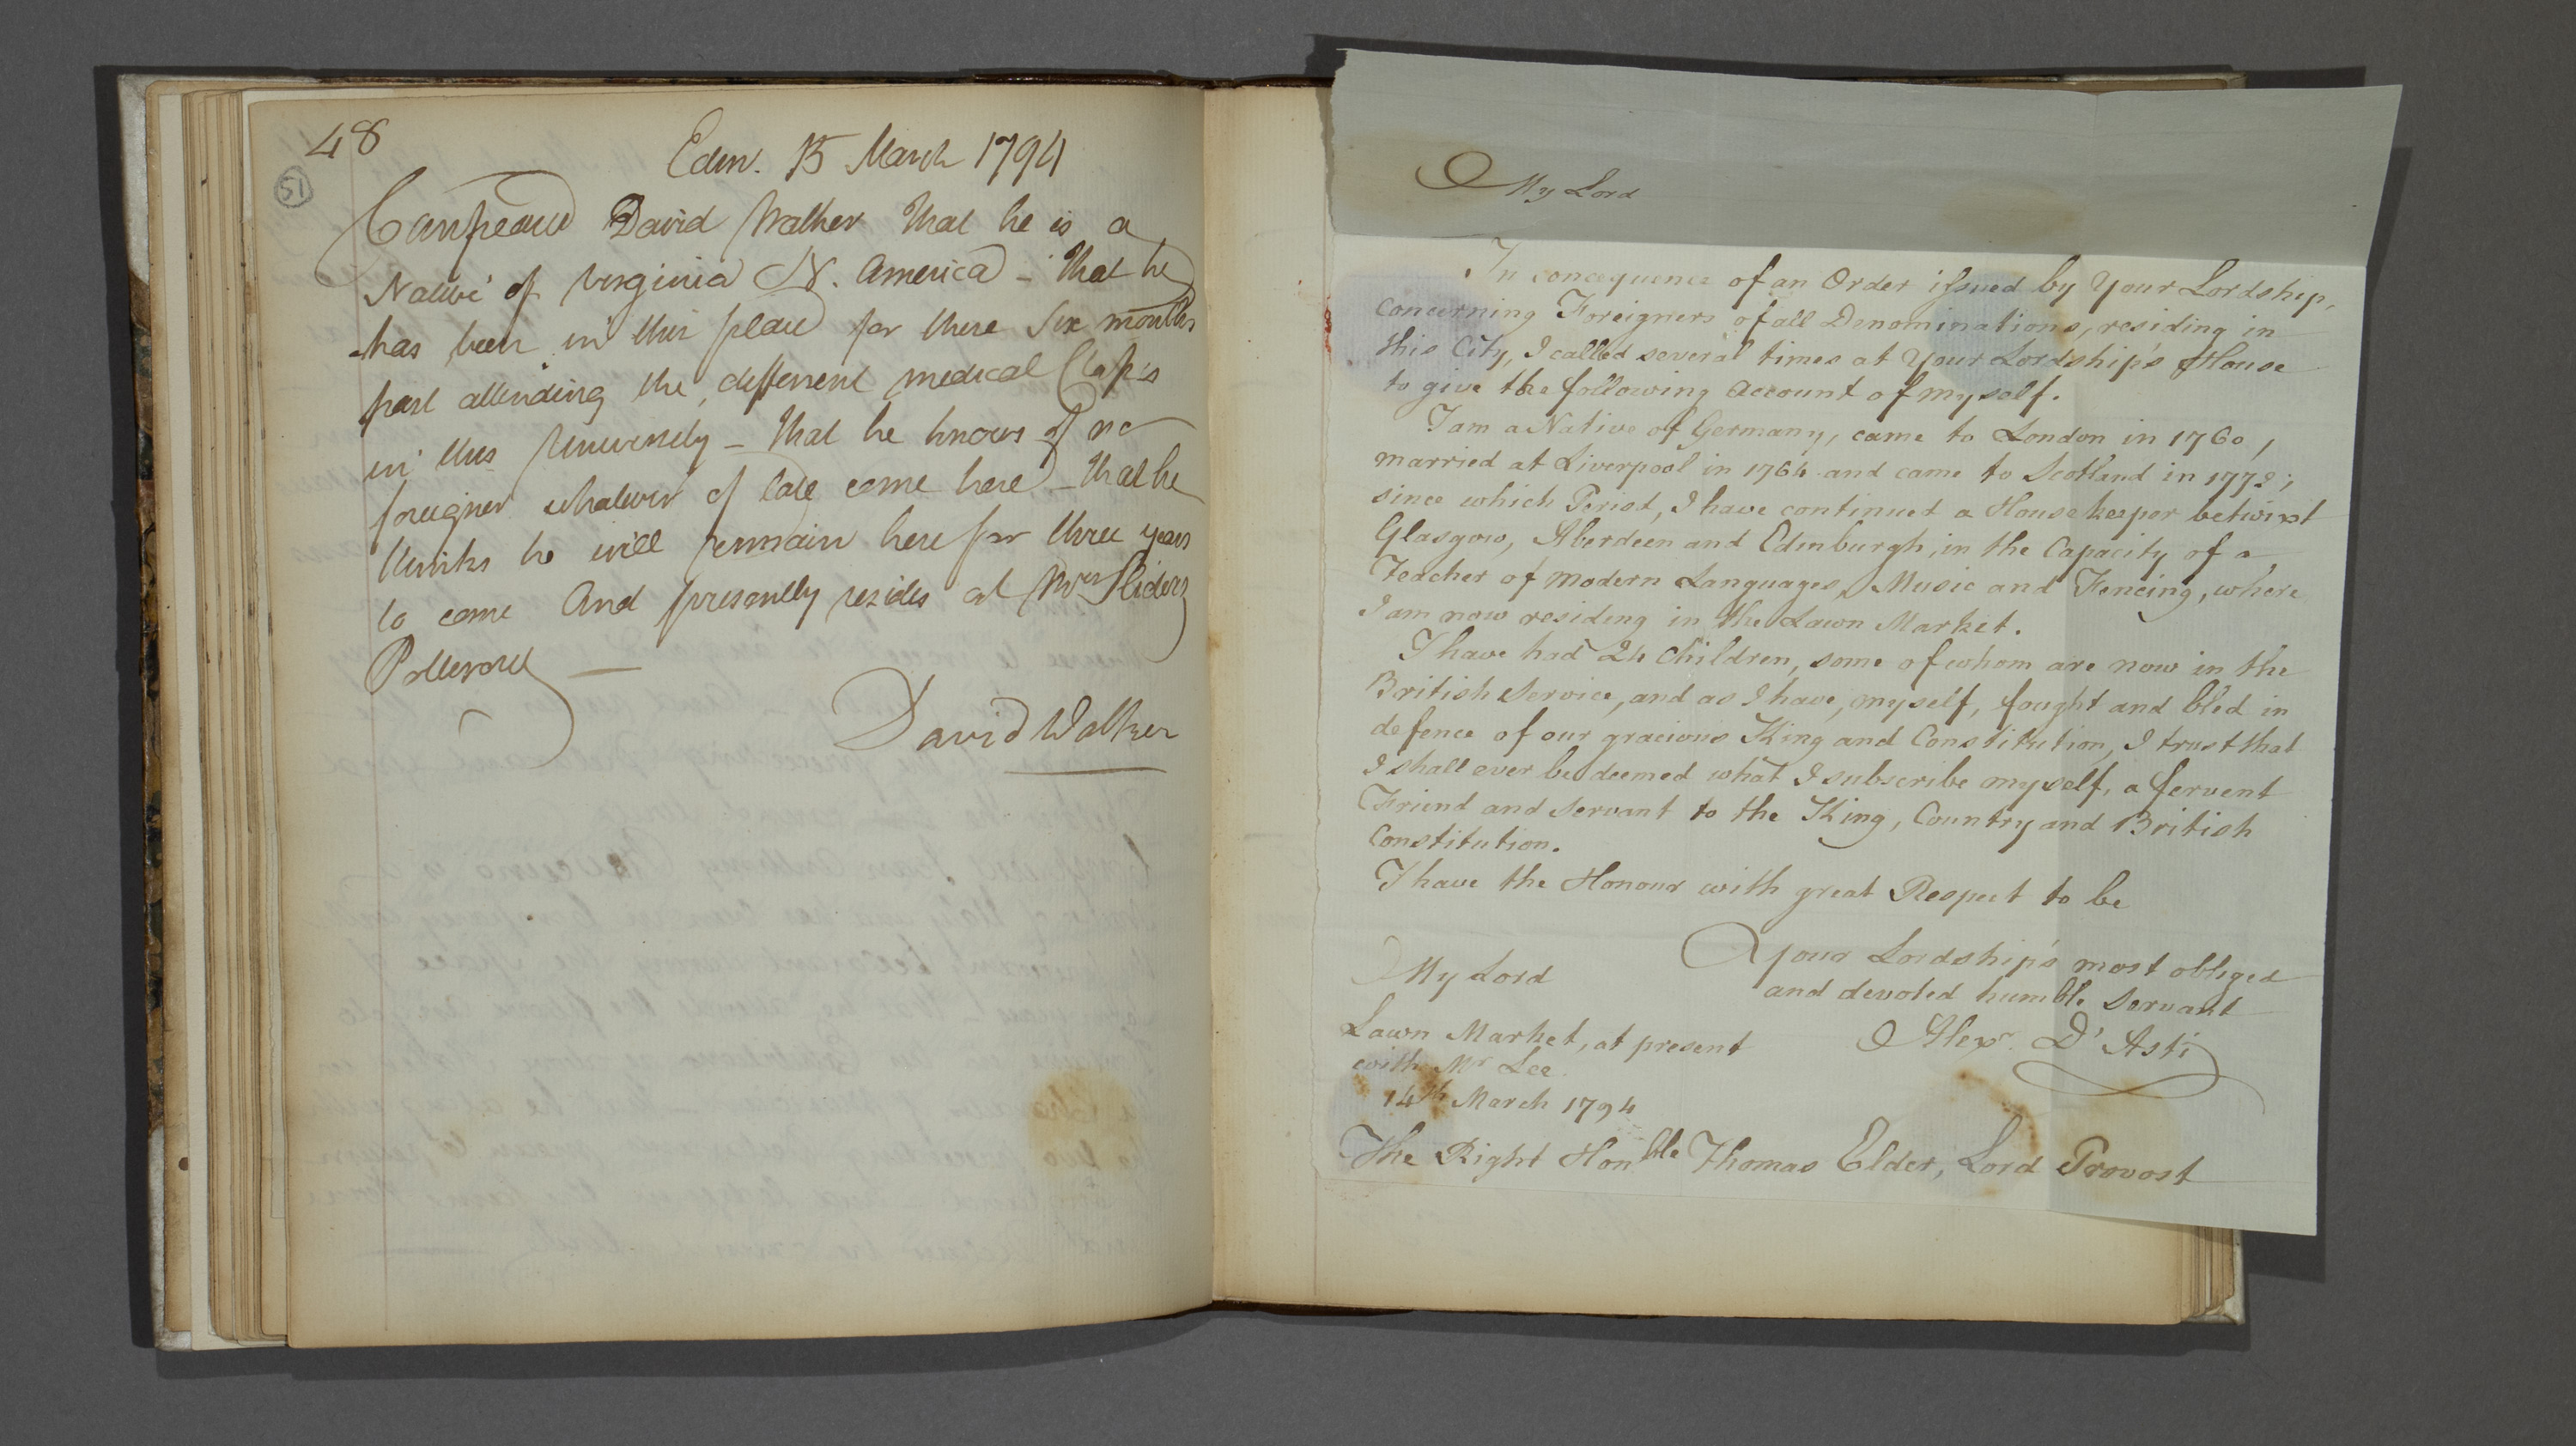 48
51
Edinr. 15 March 1794
Compeared David Walker that he is a
Native of Virginia N. America - that he
has been in this place for these six months
past attending the different medical Class's
in this University - that he knows of no
foreigner whatever of late come here - that he
thinks he will remain here for three years
to come And presently resides at Mrs Riders
Potterrow
David Walker
My Lord
In concequence of an Order issued by Your Lordship,
concerning Foreigners of all Denominations, residing in
this City, I called several times at Your Lordship's House
to give the following Account of myself.
I am a Native of Germany, came to London in 1760,
married at Liverpool in 1764 and came to Scotland in 1772;
since which Period, I have continued a Housekeeper betwixt
Glasgow, Aberdeen and Edinburgh, in the Capacity of a
Teacher of modern Languages, Music and Fencing, where
I am now residing in the Lawn Market.
I have had 24 Children, some of whom are now in the
British Service, and as I have, myself, fought and bled in
defence of our gracious King and Constitution, I trust that
I shall ever be deemed what I subscribe myself, a fervent
Friend and Servant to the King, Country and British
Constitution.
I have the Honour with great Respect to be
My Lord
Your Lordship's most obliged
and devoted humble Servant
Alexr. D'Asti
Lawn Market, at present
with Mr Lee.
14th March 1794
The Right Honble Thomas Elder, Lord Provost